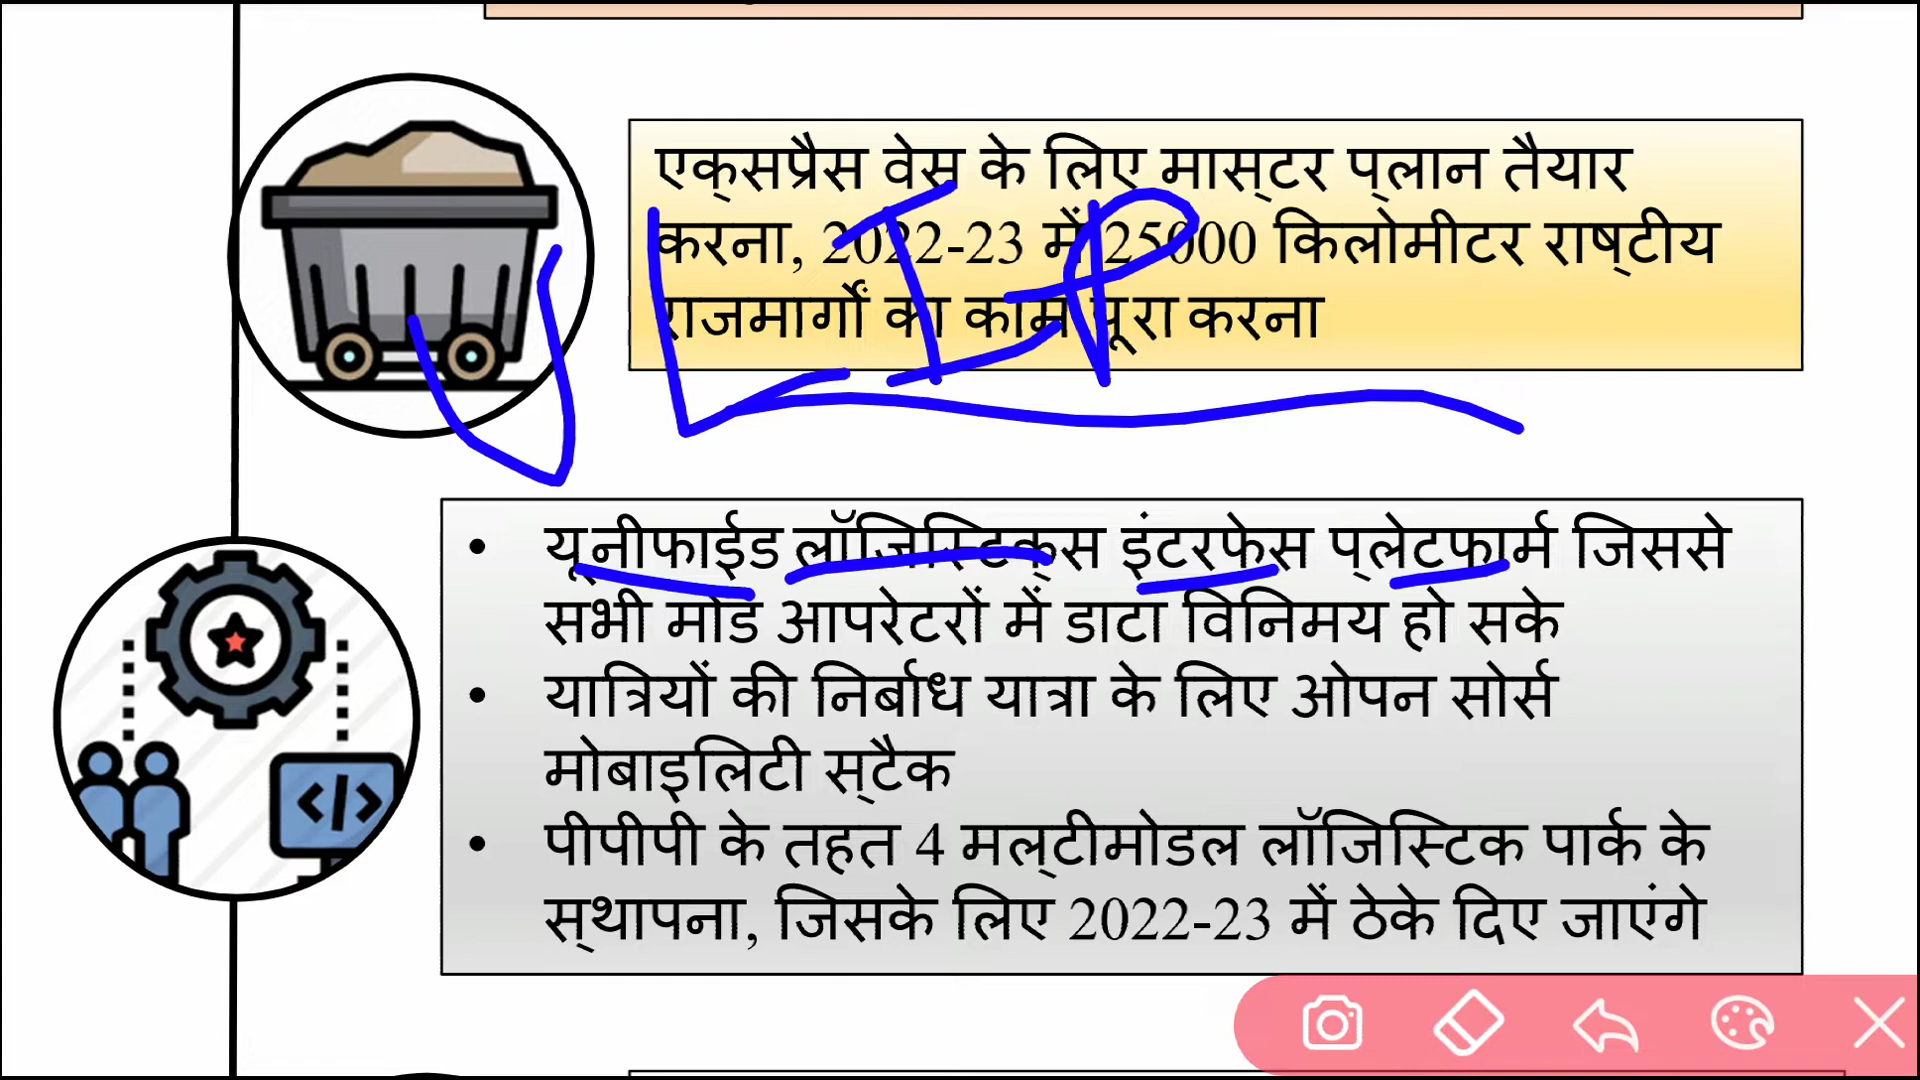 एक्सप्रैस वेस के लिए मास्टर प्लान तैयार
करना, 2022-23 में 25000 किलोमीटर राष्टीय
राजमार्गों का काम पूरा करना
ULIP
• यूनीफाईड लॉजिस्टिक्स इंटरफेस प्लेटफार्म जिससे
सभी मोड आपरेटरों में डाटा विनिमय हो सके
• यात्रियों की निर्बाध यात्रा के लिए ओपन सोर्स
मोबाइलिटी स्टैक
• पीपीपी के तहत 4 मल्टीमोडल लॉजिस्टिक पार्क के
स्थापना, जिसके लिए 2022-23 में ठेके दिए जाएंगे